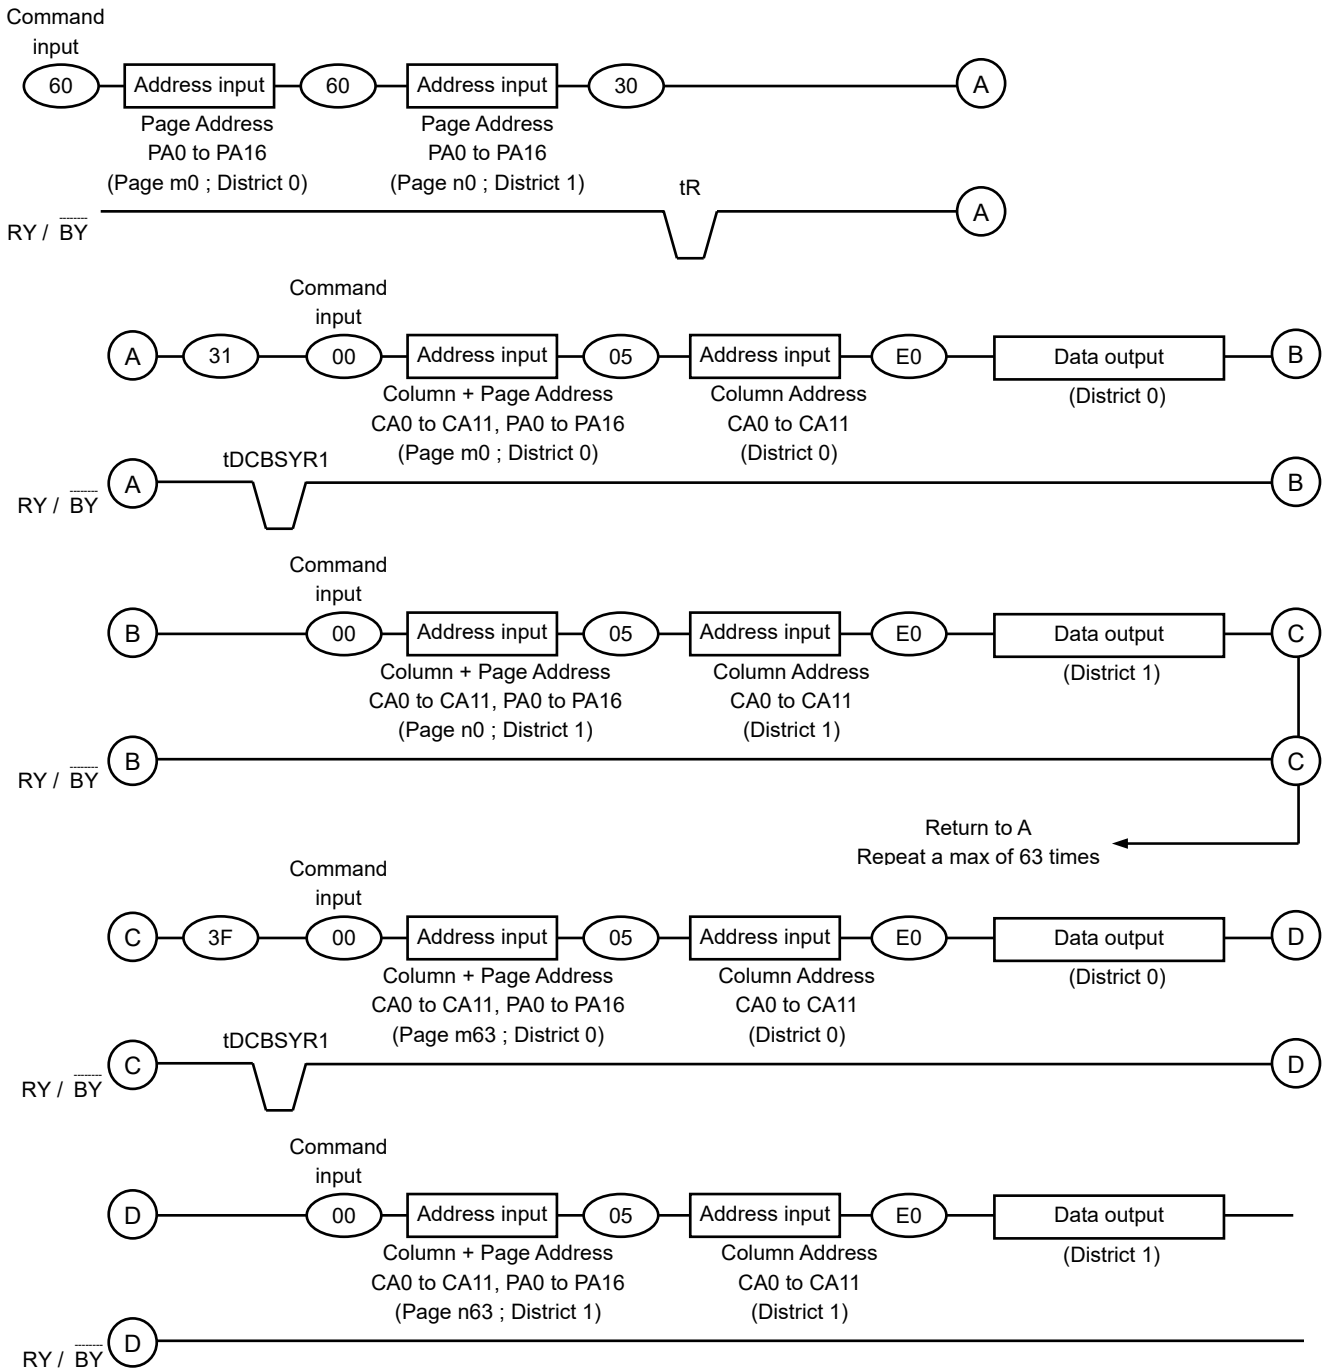 Command
input
60 Address input 60 Address input 30 A
Page Address Page Address
PA0 to PA16 PA0 to PA16
(Page m0 ; District 0) (Page n0 ; District 1)
tR
RY / BY A
Command
input
A 31 00 Address input 05 Address input E0 Data output B
Column + Page Address Column Address (District 0)
CA0 to CA11, PA0 to PA16 CA0 to CA11
(Page m0 ; District 0) (District 0)
tDCBSYR1
RY / BY A B
Command
input
B 00 Address input 05 Address input E0 Data output C
Column + Page Address Column Address (District 1)
CA0 to CA11, PA0 to PA16 CA0 to CA11
(Page n0 ; District 1) (District 1)
RY / BY B C
Return to A
Repeat a max of 63 times
Command
input
C 3F 00 Address input 05 Address input E0 Data output D
Column + Page Address Column Address (District 0)
CA0 to CA11, PA0 to PA16 CA0 to CA11
(Page m63 ; District 0) (District 0)
tDCBSYR1
RY / BY C D
Command
input
D 00 Address input 05 Address input E0 Data output
Column + Page Address Column Address (District 1)
CA0 to CA11, PA0 to PA16 CA0 to CA11
(Page n63 ; District 1) (District 1)
RY / BY D